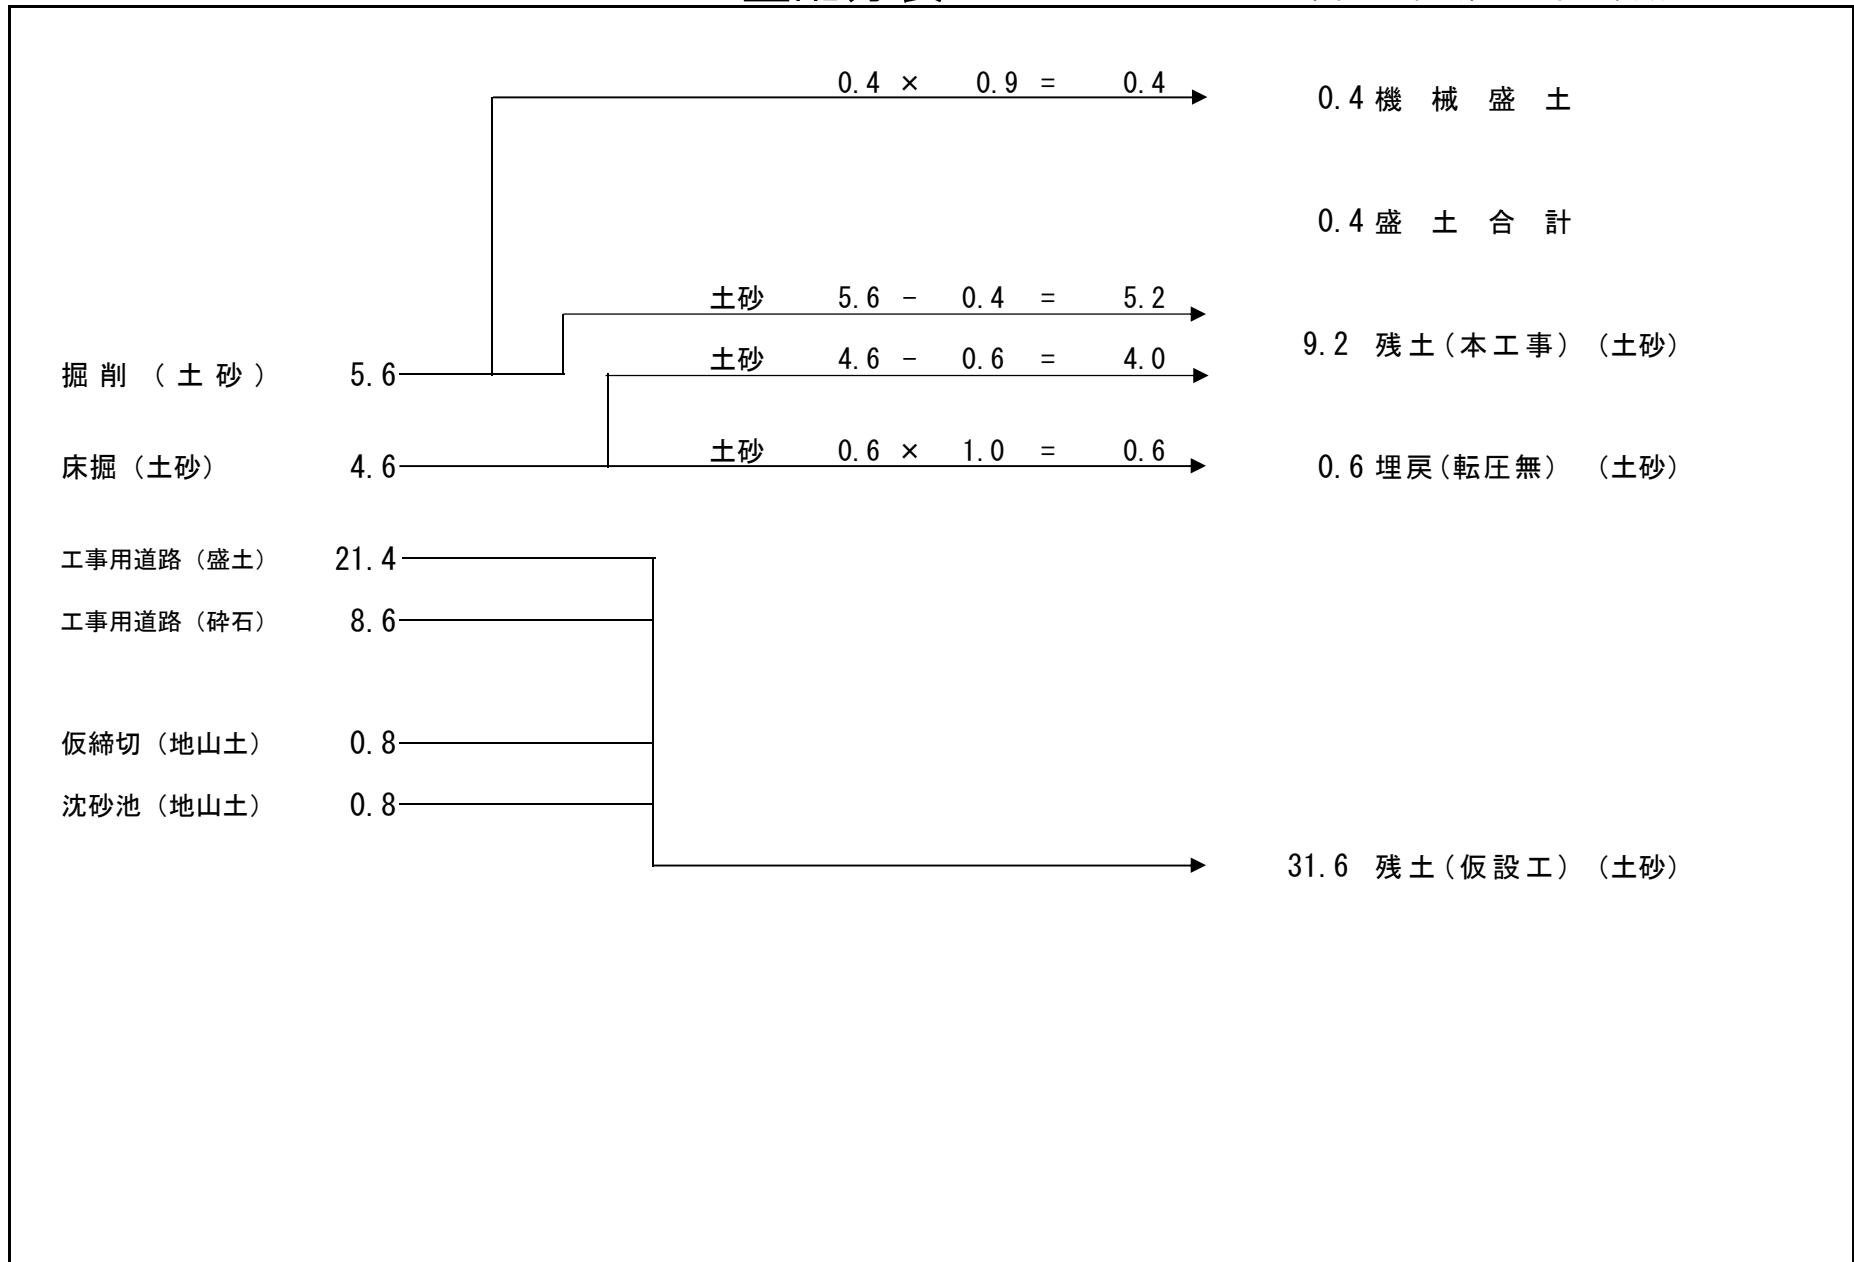 0.4 × 0.9 = 0.4
0.4 機 械 盛 土
0.4 盛 土 合 計
土砂 5.6 － 0.4 = 5.2
9.2 残土(本工事)（土砂）
土砂 4.6 － 0.6 = 4.0
掘削（土砂） 5.6
床掘（土砂） 4.6
土砂 0.6 × 1.0 = 0.6
0.6 埋戻(転圧無)（土砂）
工事用道路（盛土） 21.4
工事用道路（砕石） 8.6
仮締切（地山土） 0.8
沈砂池（地山土） 0.8
31.6 残土(仮設工)（土砂）